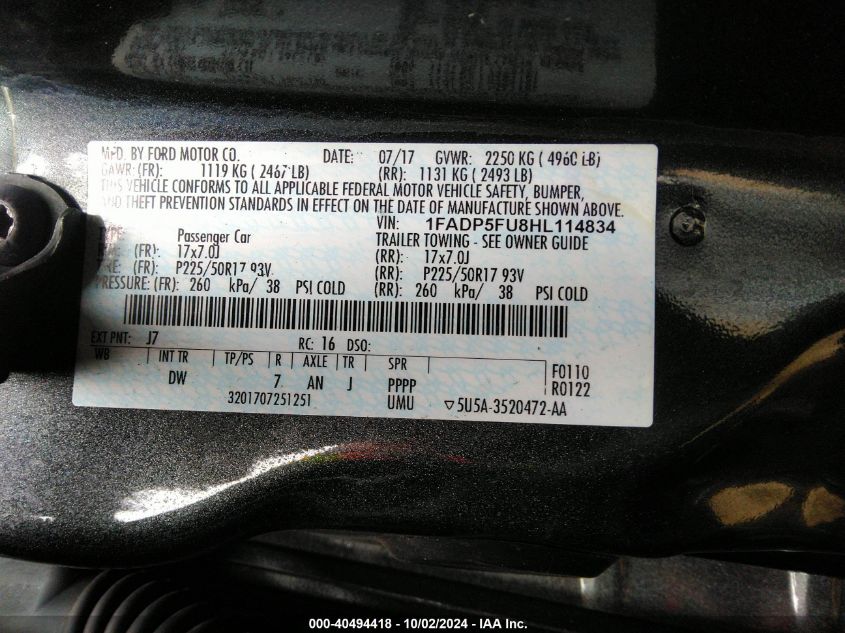 MFD. BY FORD MOTOR CO. DATE: 07/17 GVWR: 2250 KG ( 4960 LB)
GAWR: (FR): 1119 KG ( 2467 LB) (RR): 1131 KG ( 2493 LB)
THIS VEHICLE CONFORMS TO ALL APPLICABLE FEDERAL MOTOR VEHICLE SAFETY, BUMPER,
AND THEFT PREVENTION STANDARDS IN EFFECT ON THE DATE OF MANUFACTURE SHOWN ABOVE.
VIN: 1FADP5FU8HL114834
TYPE: Passenger Car TRAILER TOWING - SEE OWNER GUIDE
(FR): 17x7.0J (RR): 17x7.0J
(FR): P225/50R17 93V (RR): P225/50R17 93V
PRESSURE: (FR): 260 kPa/ 38 PSI COLD (RR): 260 kPa/ 38 PSI COLD
EXT PNT: J7 RC: 16 DSO:
WB INT TR TP/PS R AXLE TR SPR F0110
DW 7 AN J PPPP R0122
3201707251251 UMU ▽5U5A-3520472-AA
000-40494418 - 10/02/2024 - IAA Inc.